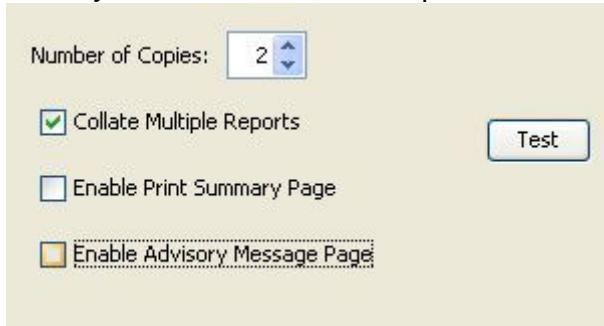 Number of Copies: 2
Collate Multiple Reports
Test
Enable Print Summary Page
Enable Advisory Message Page